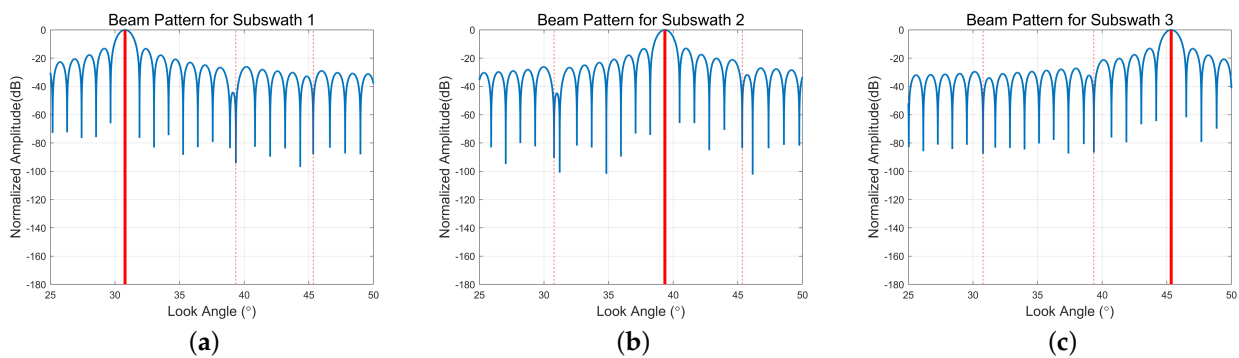 Beam Pattern for Subswath 1
0
-20
-40
-60
-80
-100
-120
-140
-160
-180
Normalized Amplitude(dB)
25 30 35 40 45 50
Look Angle (°)
(a)
Beam Pattern for Subswath 2
0
-20
-40
-60
-80
-100
-120
-140
-160
-180
Normalized Amplitude(dB)
25 30 35 40 45 50
Look Angle (°)
(b)
Beam Pattern for Subswath 3
0
-20
-40
-60
-80
-100
-120
-140
-160
-180
Normalized Amplitude(dB)
25 30 35 40 45 50
Look Angle (°)
(c)